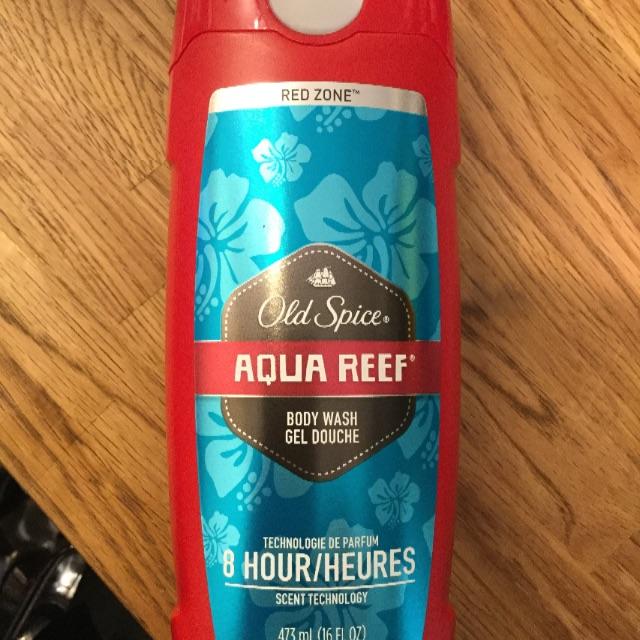 RED ZONE™
Old Spice®
AQUA REEF®
BODY WASH
GEL DOUCHE
TECHNOLOGIE DE PARFUM
8 HOUR/HEURES
SCENT TECHNOLOGY
473 mL (16 FL OZ)